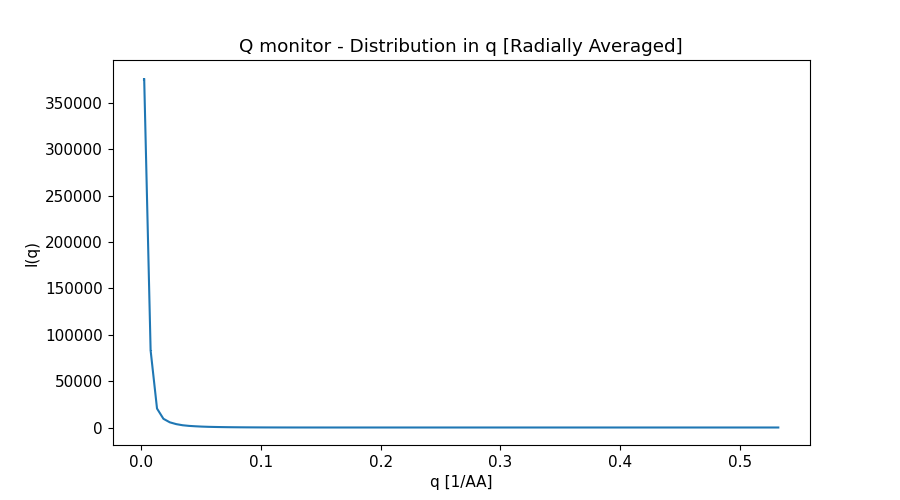 Q monitor - Distribution in q [Radially Averaged]
I(q)
350000
300000
250000
200000
150000
100000
50000
0
0.0 0.1 0.2 0.3 0.4 0.5
q [1/AA]